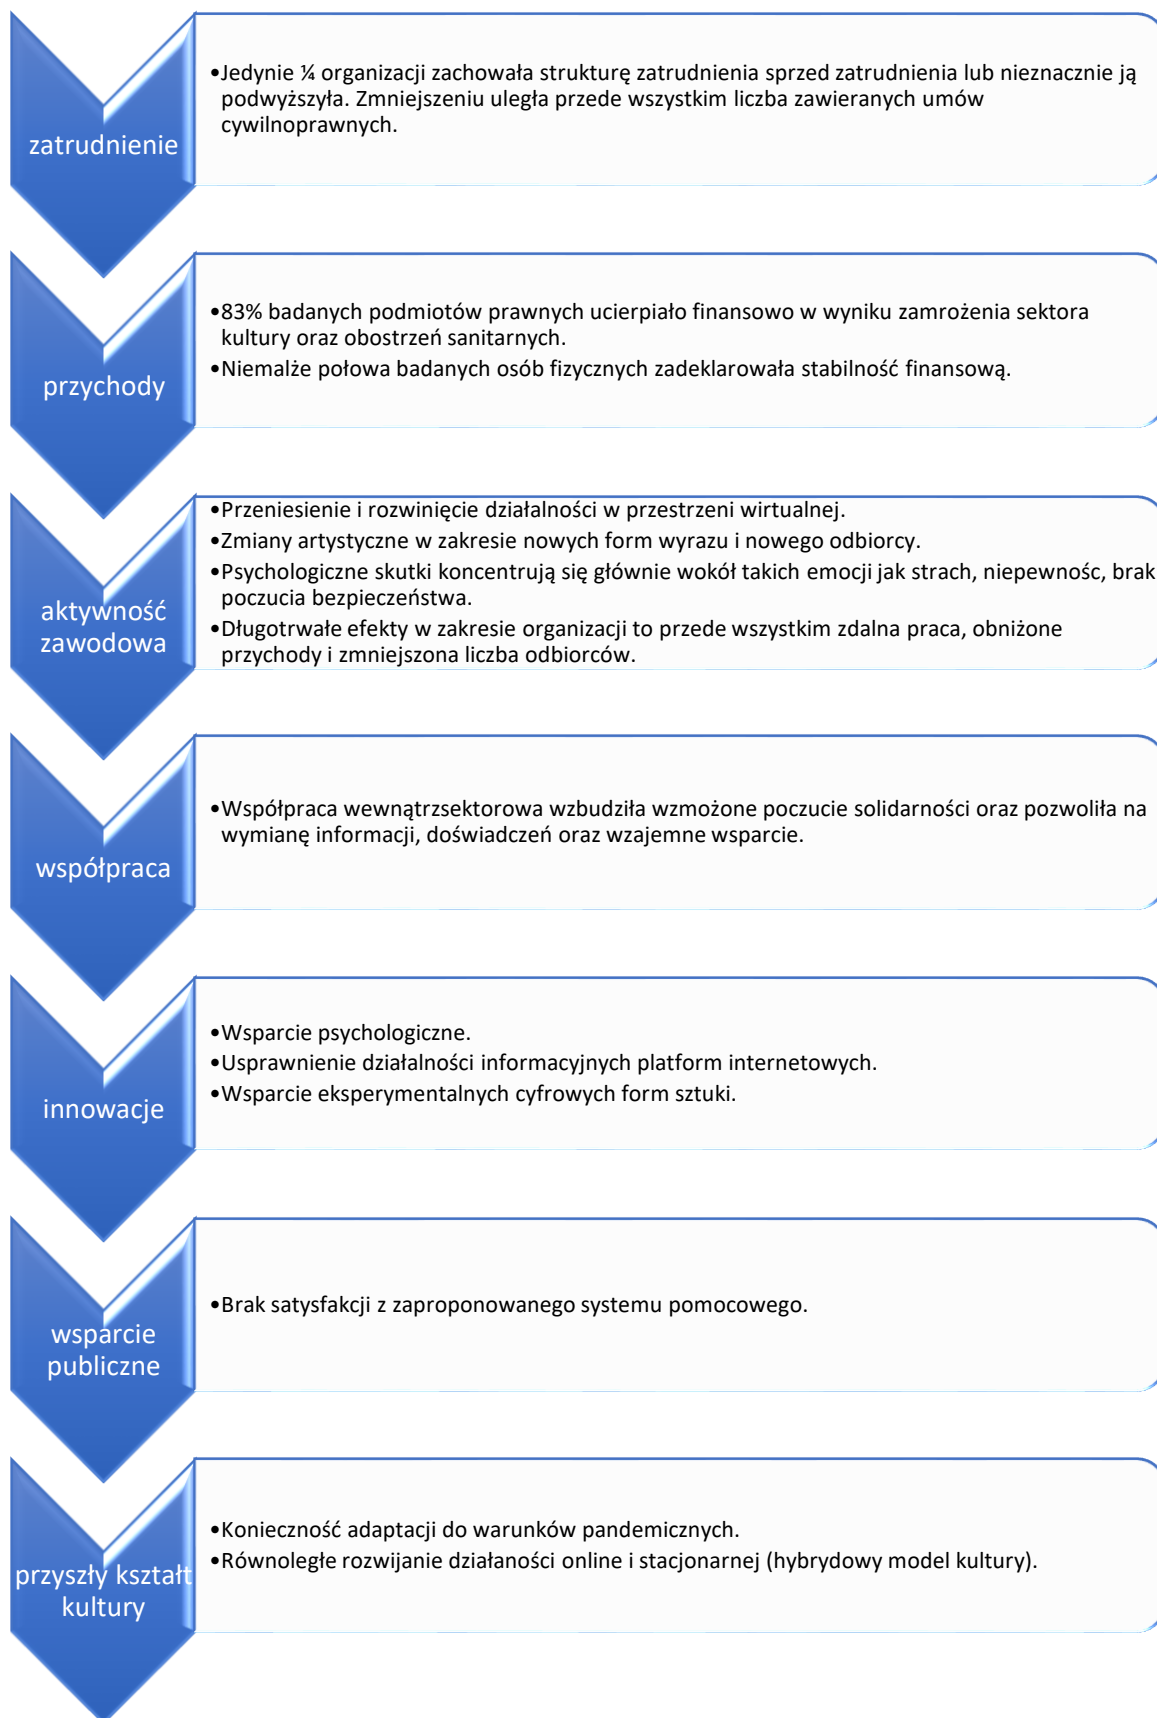 zatrudnienie
•Jedynie ¼ organizacji zachowała strukturę zatrudnienia sprzed zatrudnienia lub nieznacznie ją
podwyższyła. Zmniejszeniu uległa przede wszystkim liczba zawieranych umów
cywilnoprawnych.
przychody
•83% badanych podmiotów prawnych ucierpiało finansowo w wyniku zamrożenia sektora
kultury oraz obostrzeń sanitarnych.
•Niemalże połowa badanych osób fizycznych zadeklarowała stabilność finansową.
aktywność
zawodowa
•Przeniesienie i rozwinięcie działalności w przestrzeni wirtualnej.
•Zmiany artystyczne w zakresie nowych form wyrazu i nowego odbiorcy.
•Psychologiczne skutki koncentrują się głównie wokół takich emocji jak strach, niepewnośc, brak
poczucia bezpieczeństwa.
•Długotrwałe efekty w zakresie organizacji to przede wszystkim zdalna praca, obniżone
przychody i zmniejszona liczba odbiorców.
współpraca
•Współpraca wewnątrzsektorowa wzbudziła wzmożone poczucie solidarności oraz pozwoliła na
wymianę informacji, doświadczeń oraz wzajemne wsparcie.
innowacje
•Wsparcie psychologiczne.
•Usprawnienie działalności informacyjnych platform internetowych.
•Wsparcie eksperymentalnych cyfrowych form sztuki.
wsparcie
publiczne
•Brak satysfakcji z zaproponowanego systemu pomocowego.
przyszły kształt
kultury
•Konieczność adaptacji do warunków pandemicznych.
•Równoległe rozwijanie działaności online i stacjonarnej (hybrydowy model kultury).